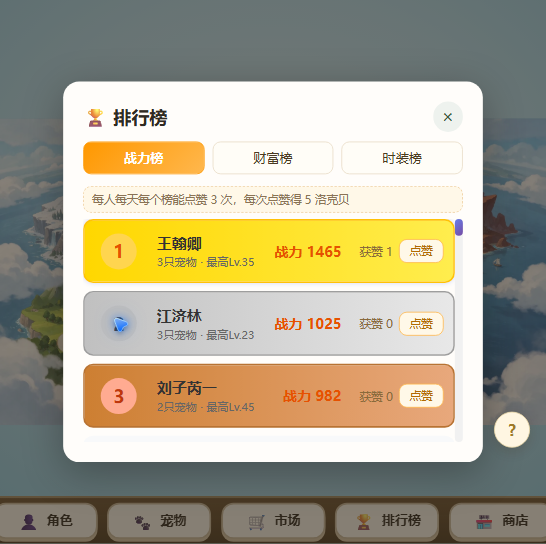 排行榜
×
战力榜
财富榜
时装榜
每人每天每个榜能点赞 3 次，每次点赞得 5 洛克贝
1
王翰卿
3只宠物 · 最高Lv.35
战力 1465
获赞 1
点赞
江济林
3只宠物 · 最高Lv.23
战力 1025
获赞 0
点赞
3
刘子芮一
2只宠物 · 最高Lv.45
战力 982
获赞 0
点赞
?
角色
宠物
市场
排行榜
商店